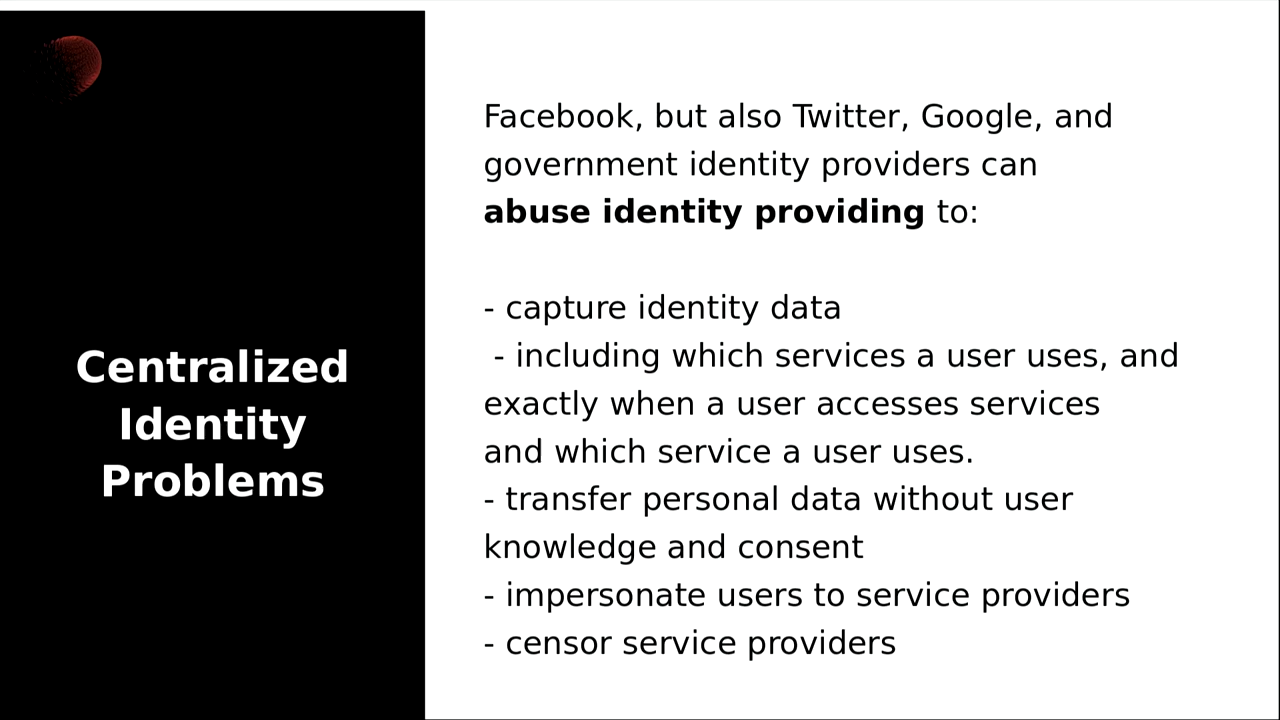 Centralized
Identity
Problems
Facebook, but also Twitter, Google, and
government identity providers can
abuse identity providing to:
- capture identity data
- including which services a user uses, and
exactly when a user accesses services
and which service a user uses.
- transfer personal data without user
knowledge and consent
- impersonate users to service providers
- censor service providers